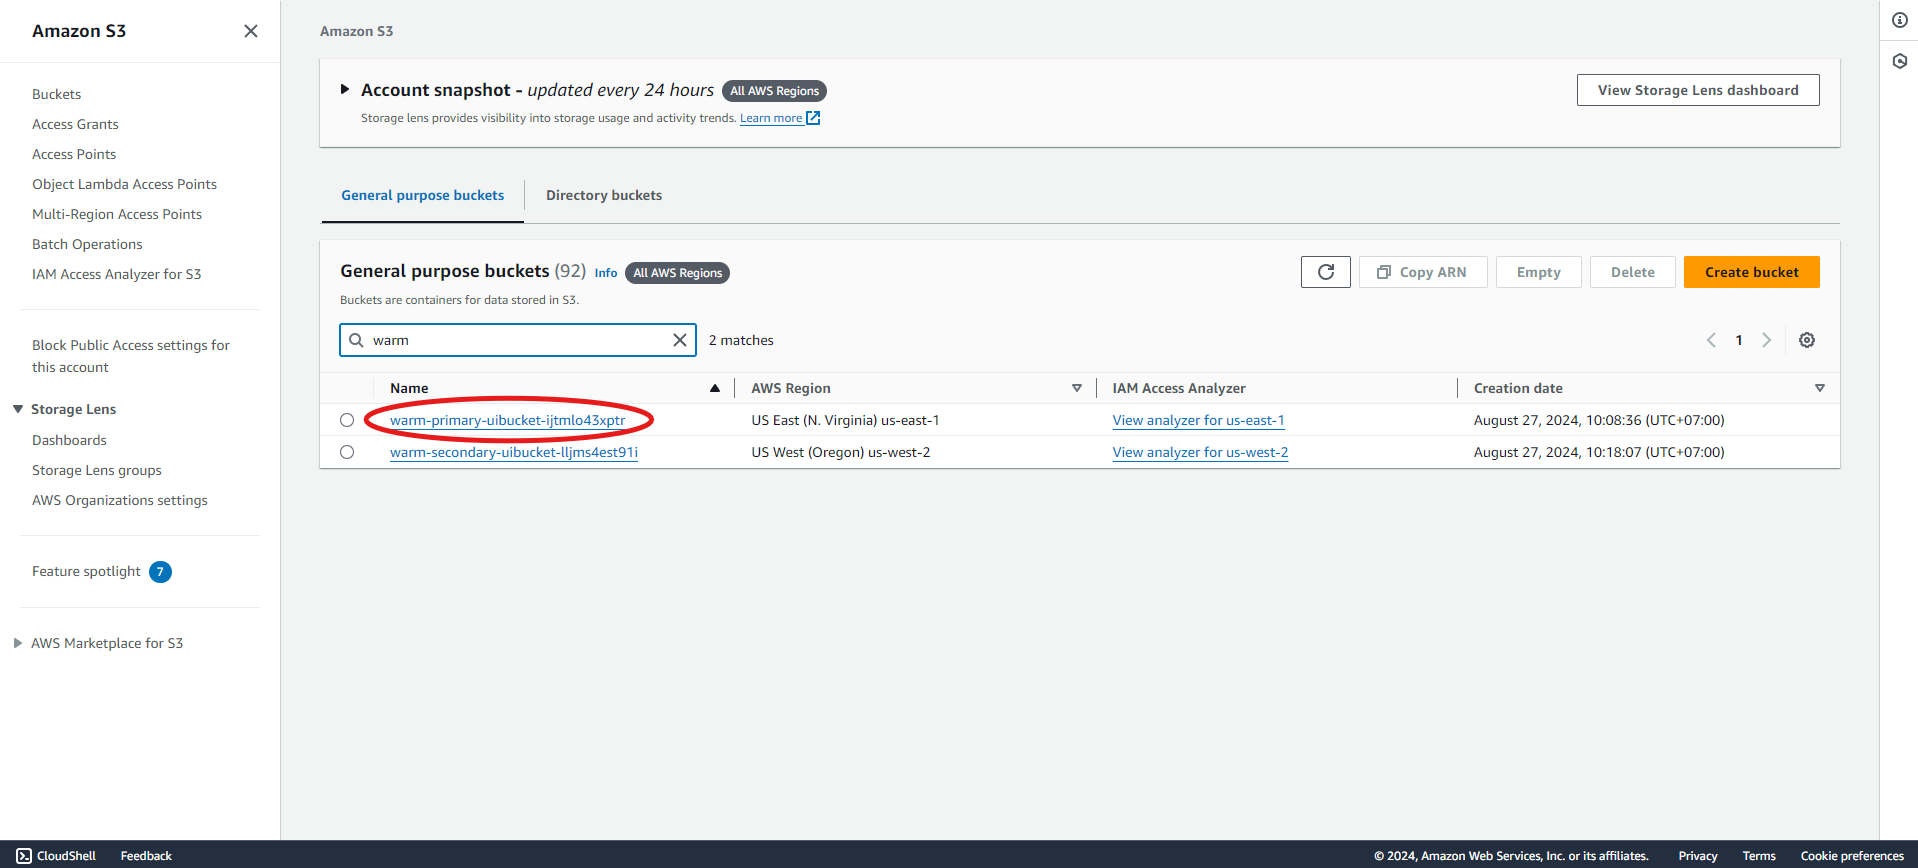 Amazon S3
Buckets
Access Grants
Access Points
Object Lambda Access Points
Multi-Region Access Points
Batch Operations
IAM Access Analyzer for S3
Block Public Access settings for
this account
Storage Lens
Dashboards
Storage Lens groups
AWS Organizations settings
Feature spotlight 7
AWS Marketplace for S3
Amazon S3
Account snapshot - updated every 24 hours All AWS Regions
View Storage Lens dashboard
Storage lens provides visibility into storage usage and activity trends. Learn more
General purpose buckets Directory buckets
General purpose buckets (92) Info All AWS Regions
Copy ARN Empty Delete Create bucket
Buckets are containers for data stored in S3.
warm 2 matches 1
Name AWS Region IAM Access Analyzer Creation date
warm-primary-uibucket-ijtmlo43xptr US East (N. Virginia) us-east-1 View analyzer for us-east-1 August 27, 2024, 10:08:36 (UTC+07:00)
warm-secondary-uibucket-lljms4est91i US West (Oregon) us-west-2 View analyzer for us-west-2 August 27, 2024, 10:18:07 (UTC+07:00)
CloudShell Feedback © 2024, Amazon Web Services, Inc. or its affiliates. Privacy Terms Cookie preferences